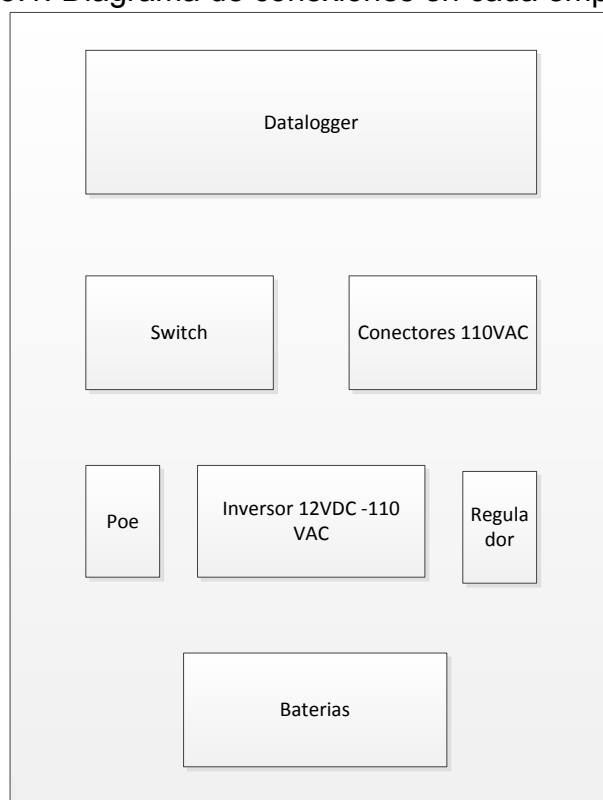 Diagrama de conexiones en cada
Datalogger
Switch
Conectores 110VAC
Poe
Inversor 12VDC -110
VAC
Regula
dor
Baterias